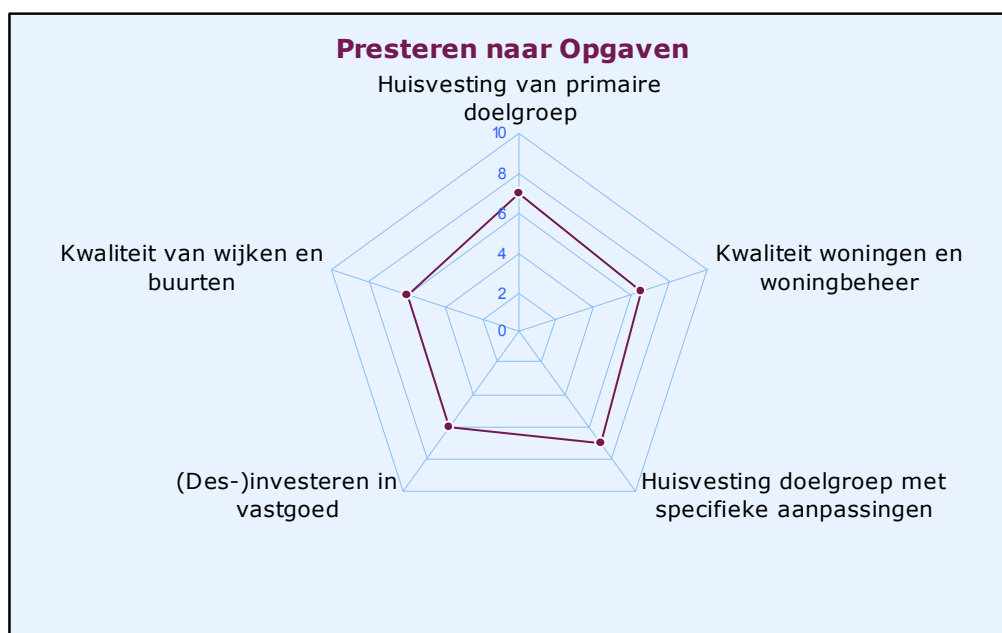 Presteren naar Opgaven
Huisvesting van primaire
doelgroep
10
8
6
4
2
0
Kwaliteit van wijken en
buurten
Kwaliteit woningen en
woningbeheer
(Des-)investeren in
vastgoed
Huisvesting doelgroep met
specifieke aanpassingen